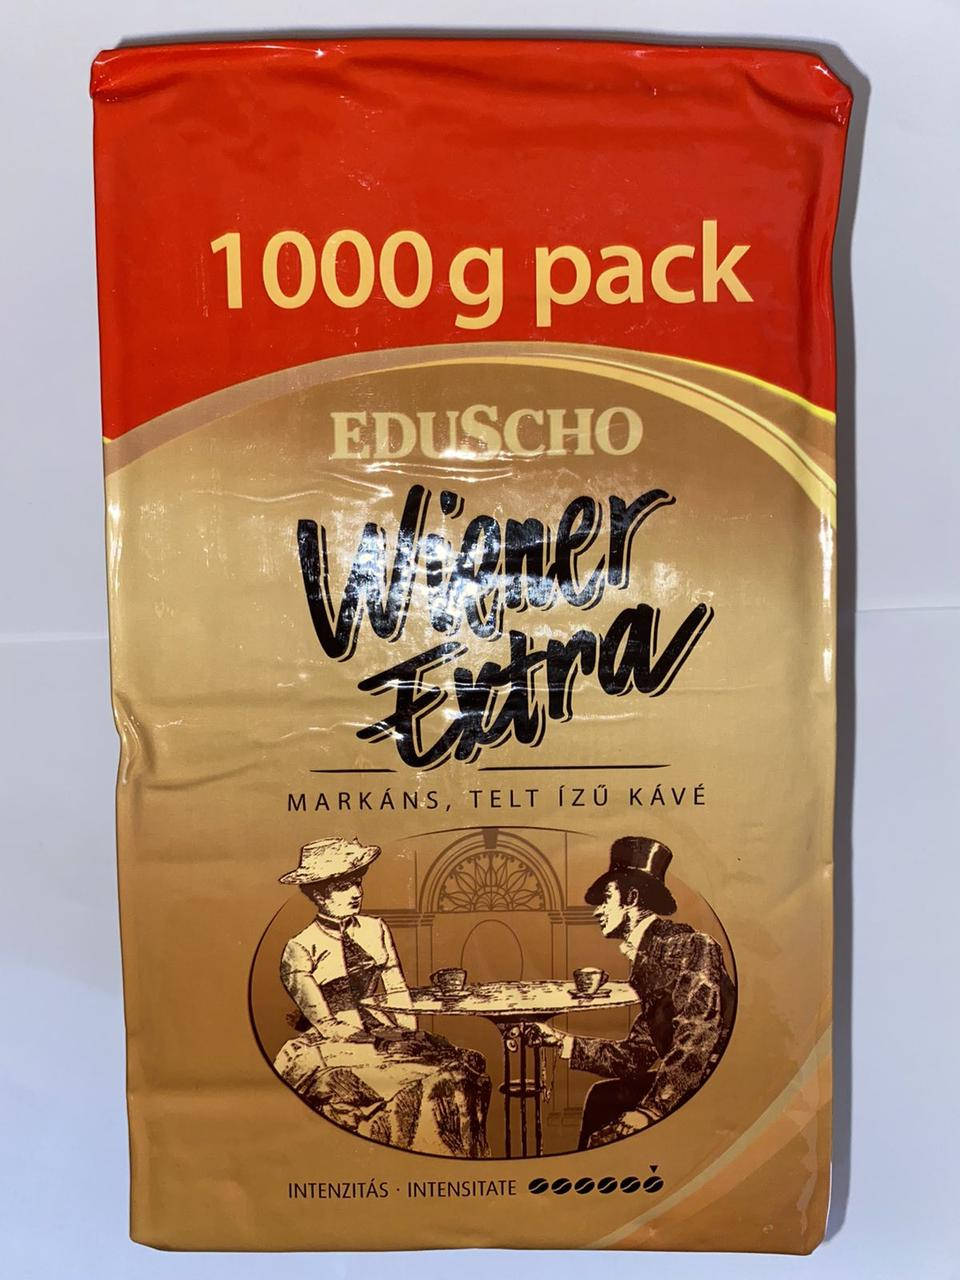 1000 g pack
EDUSCHO
Wiener
Extra
MARKÁNS, TELT ÍZŰ KÁVÉ
INTENZITÁS · INTENSITATE